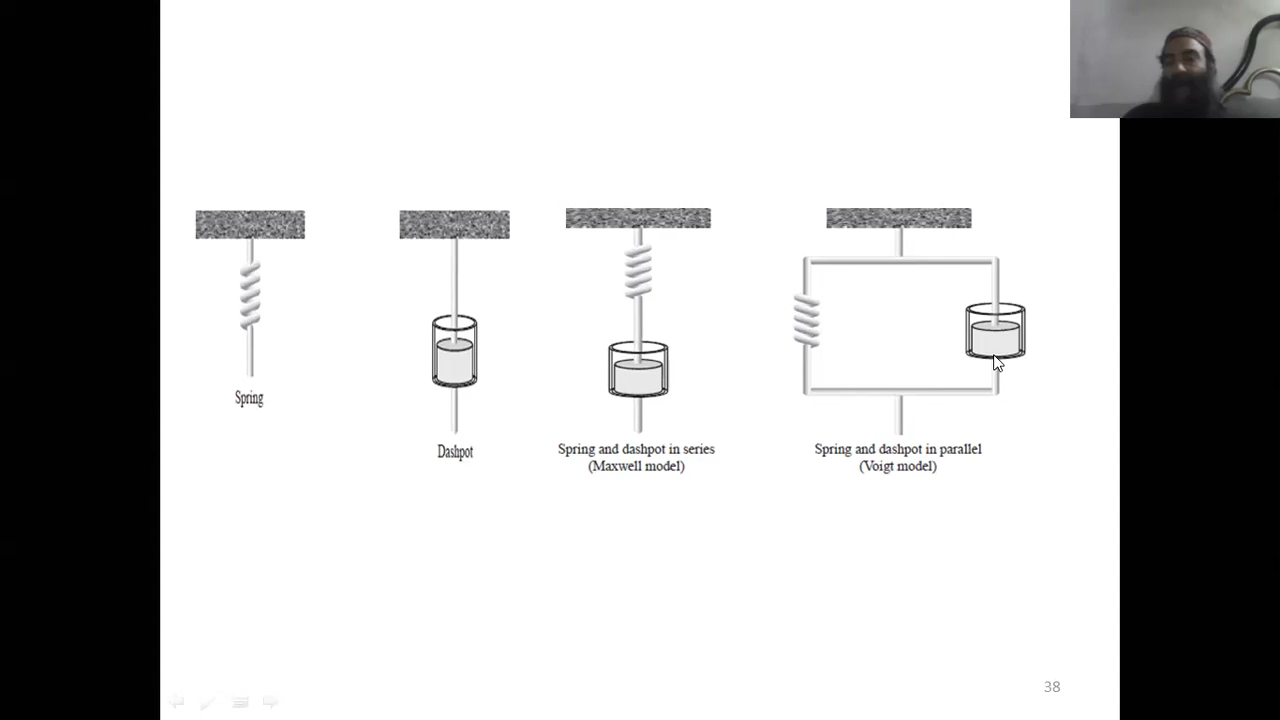 Spring
Dashpot
Spring and dashpot in series
(Maxwell model)
Spring and dashpot in parallel
(Voigt model)
38